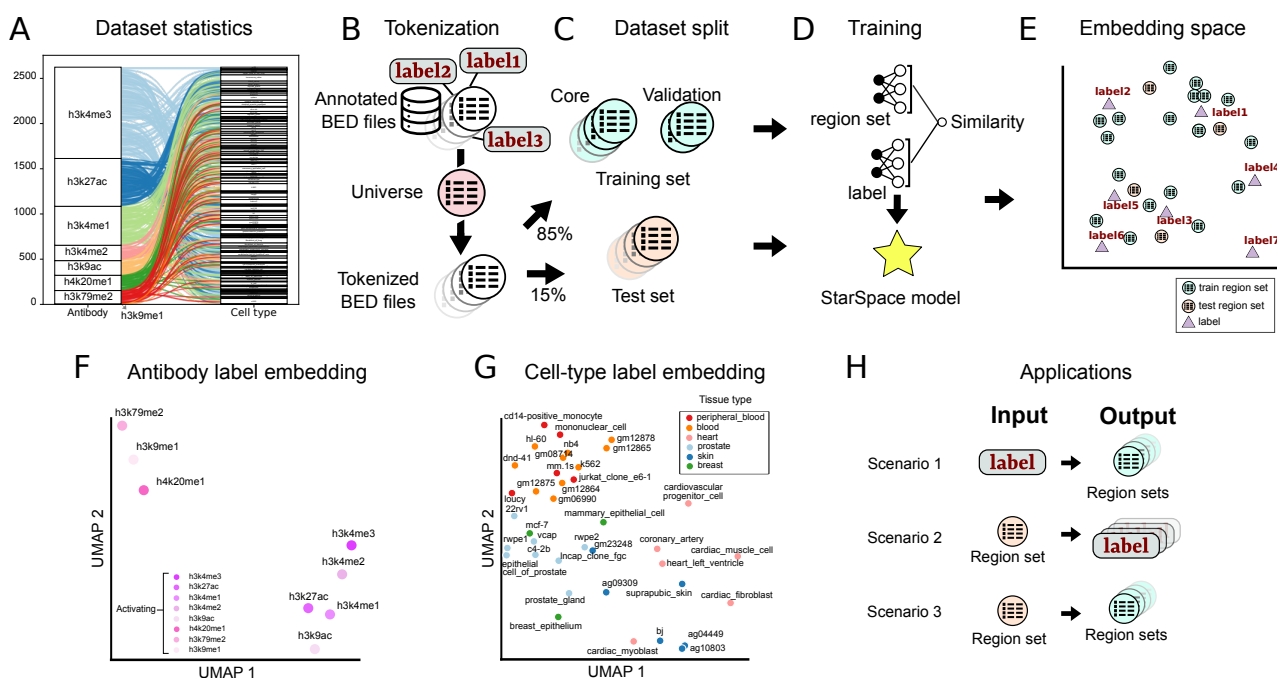 A
Dataset statistics
2500
2000
1500
1000
500
0
h3k4me3
h3k27ac
h3k4me1
h3k4me2
h3k9ac
h4k20me1
h3k79me2
Antibody
h3k9me1
Cell type
B
Tokenization
label2
label1
label3
Annotated
BED files
Universe
Tokenized
BED files
85%
15%
C
Dataset split
Core
Validation
Training set
Test set
D
Training
region set
Similarity
label
StarSpace model
E
Embedding space
label2
label1
label4
label5
label3
label6
label7
train region set
test region set
label
F
Antibody label embedding
h3k79me2
h3k9me1
h4k20me1
h3k4me3
h3k4me2
h3k27ac
h3k4me1
h3k9ac
Activating
h3k4me3
h3k27ac
h3k4me1
h3k4me2
h3k9ac
h4k20me1
h3k79me2
h3k9me1
UMAP 2
UMAP 1
G
Cell-type label embedding
Tissue type
peripheral_blood
blood
heart
prostate
skin
breast
cd14-positive_monocyte
mononuclear_cell
hl-60
nb4
gm12878
gm12865
gm08714
dnd-41
k562
mm.1s
jurkat_clone_e6-1
gm12875
gm12864
gm06990
loucy
22rv1
cardiovascular
progenitor_cell
mammary_epithelial_cell
mcf-7
vcap
rwpe1
rwpe2
gm23248
c4-2b
lncap_clone_fgc
epithelial
cell_of_prostate
coronary_artery
cardiac_muscle_cell
heart_left_ventricle
ag09309
suprapubic_skin
prostate_gland
cardiac_fibroblast
breast_epithelium
bj
cardiac_myoblast
ag04449
ag10803
UMAP 2
UMAP 1
H
Applications
Input
Output
Scenario 1
label
Region sets
Scenario 2
Region set
label
Scenario 3
Region set
Region sets